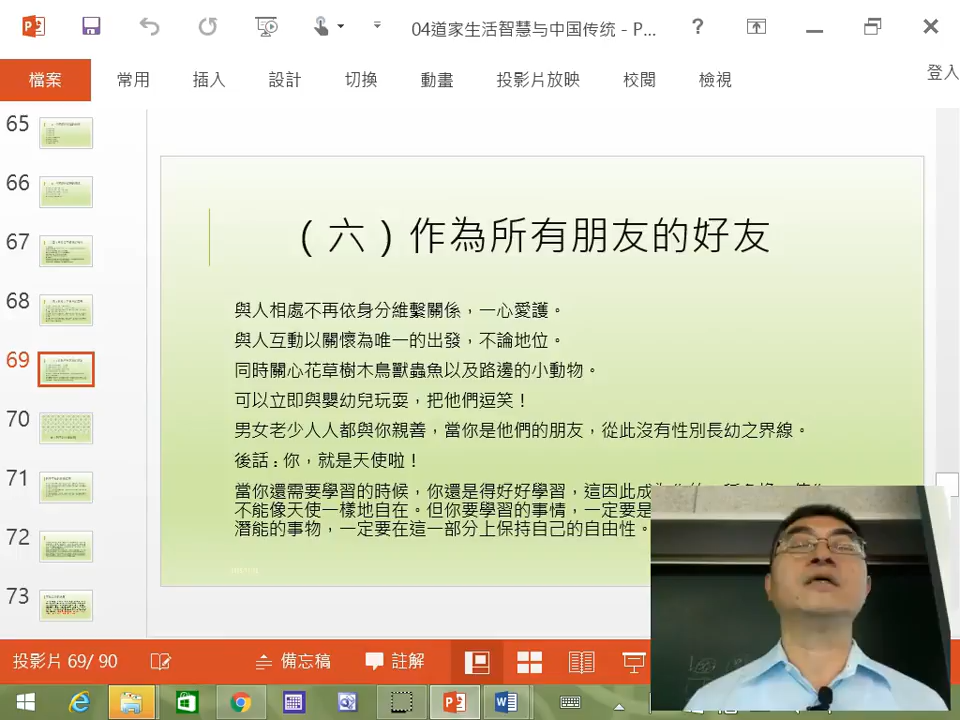 04道家生活智慧与中国传统 - P...
?
登入
檔案 常用 插入 設計 切換 動畫 投影片放映 校閱 檢視
65
66
67
68
69
70
71
72
73
（六）作為所有朋友的好友
與人相處不再依身分維繫關係，一心愛護。
與人互動以關懷為唯一的出發，不論地位。
同時關心花草樹木鳥獸蟲魚以及路邊的小動物。
可以立即與嬰幼兒玩耍，把他們逗笑！
男女老少人人都與你親善，當你是他們的朋友，從此沒有性別長幼之界線。
後話：你，就是天使啦！
當你還需要學習的時候，你還是得好好學習，這因此成
不能像天使一樣地自在。但你要學習的事情，一定要是
潛能的事物，一定要在這一部分上保持自己的自由性。
投影片 69/ 90 備忘稿 註解